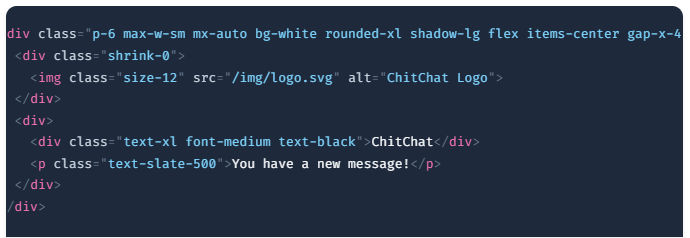 div class="p-6 max-w-sm mx-auto bg-white rounded-xl shadow-lg flex items-center gap-x-4
<div class="shrink-0">
<img class="size-12" src="/img/logo.svg" alt="ChitChat Logo">
</div>
<div>
<div class="text-xl font-medium text-black">ChitChat</div>
<p class="text-slate-500">You have a new message!</p>
</div>
/div>